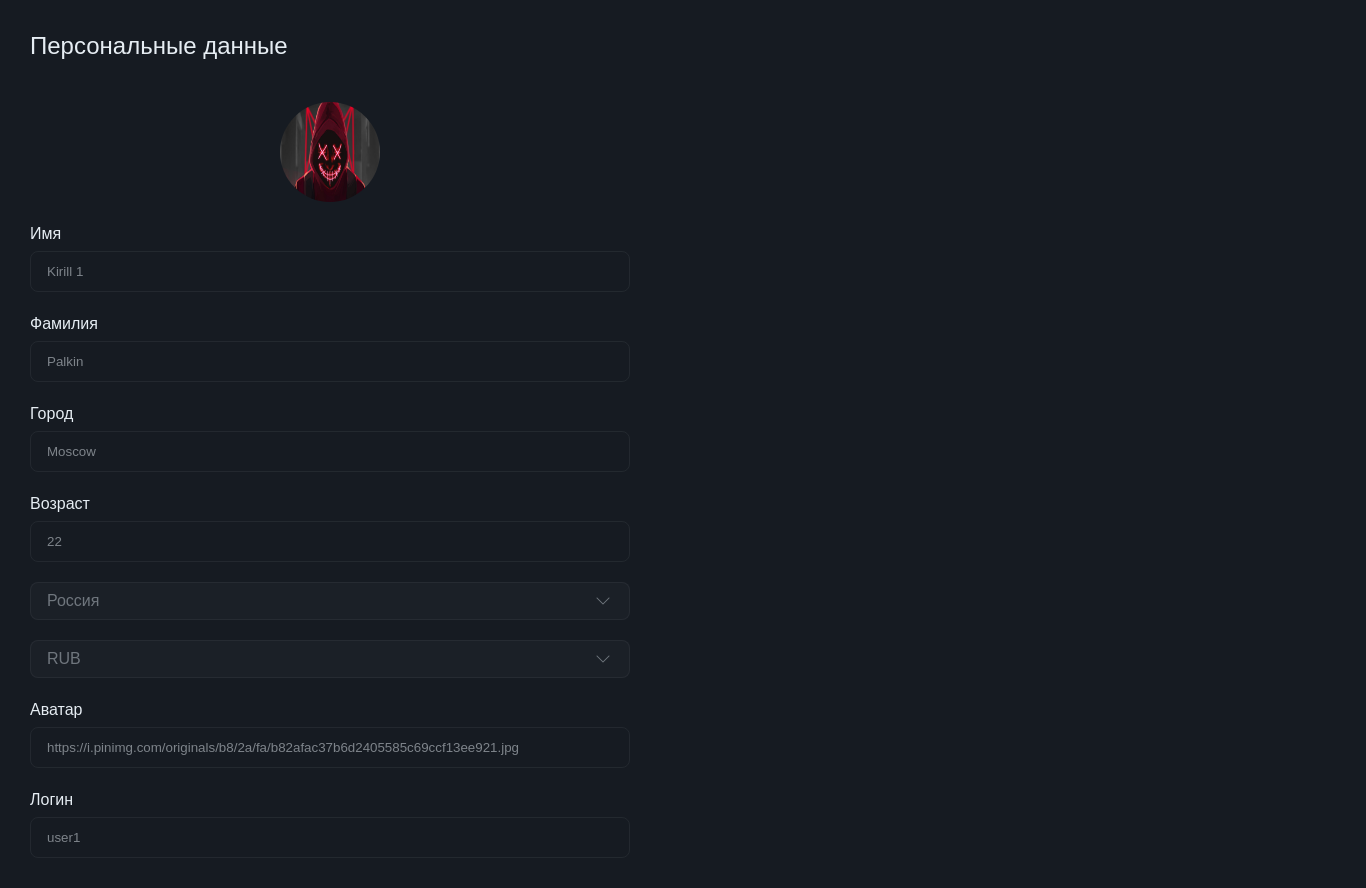 Персональные данные
Имя
Kirill 1
Фамилия
Palkin
Город
Moscow
Возраст
22
Россия
RUB
Аватар
https://i.pinimg.com/originals/b8/2a/fa/b82afac37b6d2405585c69ccf13ee921.jpg
Логин
user1